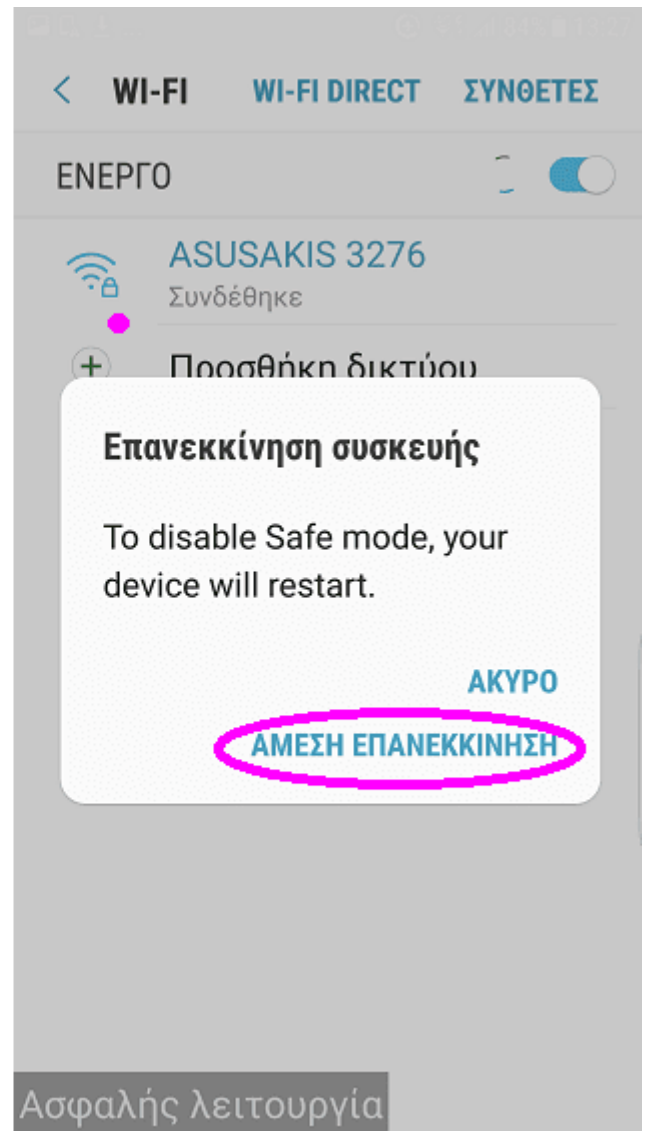 WI-FI WI-FI DIRECT ΣΥΝΘΕΤΕΣ
ΕΝΕΡΓΟ
ASUSAKIS 3276
Συνδέθηκε
Προσθήκη δικτύου
Επανεκκίνηση συσκευής
To disable Safe mode, your
device will restart.
ΑΚΥΡΟ
ΑΜΕΣΗ ΕΠΑΝΕΚΚΙΝΗΣΗ
Ασφαλής λειτουργία